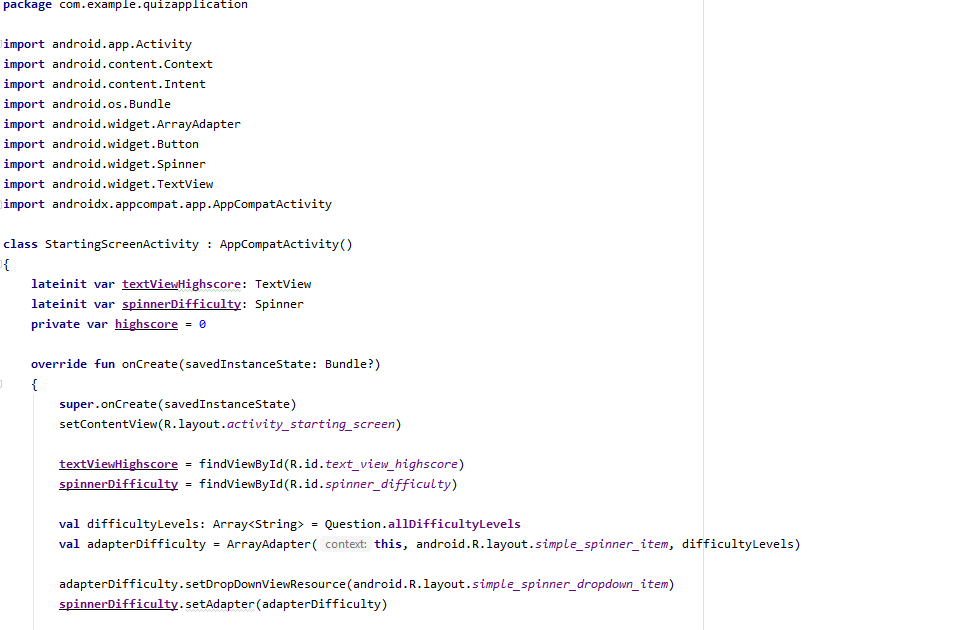 package com.example.quizapplication
import android.app.Activity
import android.content.Context
import android.content.Intent
import android.os.Bundle
import android.widget.ArrayAdapter
import android.widget.Button
import android.widget.Spinner
import android.widget.TextView
import androidx.appcompat.app.AppCompatActivity
class StartingScreenActivity : AppCompatActivity()
{
lateinit var textViewHighscore: TextView
lateinit var spinnerDifficulty: Spinner
private var highscore = 0
override fun onCreate(savedInstanceState: Bundle?)
{
super.onCreate(savedInstanceState)
setContentView(R.layout.activity_starting_screen)
textViewHighscore = findViewById(R.id.text_view_highscore)
spinnerDifficulty = findViewById(R.id.spinner_difficulty)
val difficultyLevels: Array<String> = Question.allDifficultyLevels
val adapterDifficulty = ArrayAdapter( context: this, android.R.layout.simple_spinner_item, difficultyLevels)
adapterDifficulty.setDropDownViewResource(android.R.layout.simple_spinner_dropdown_item)
spinnerDifficulty.setAdapter(adapterDifficulty)